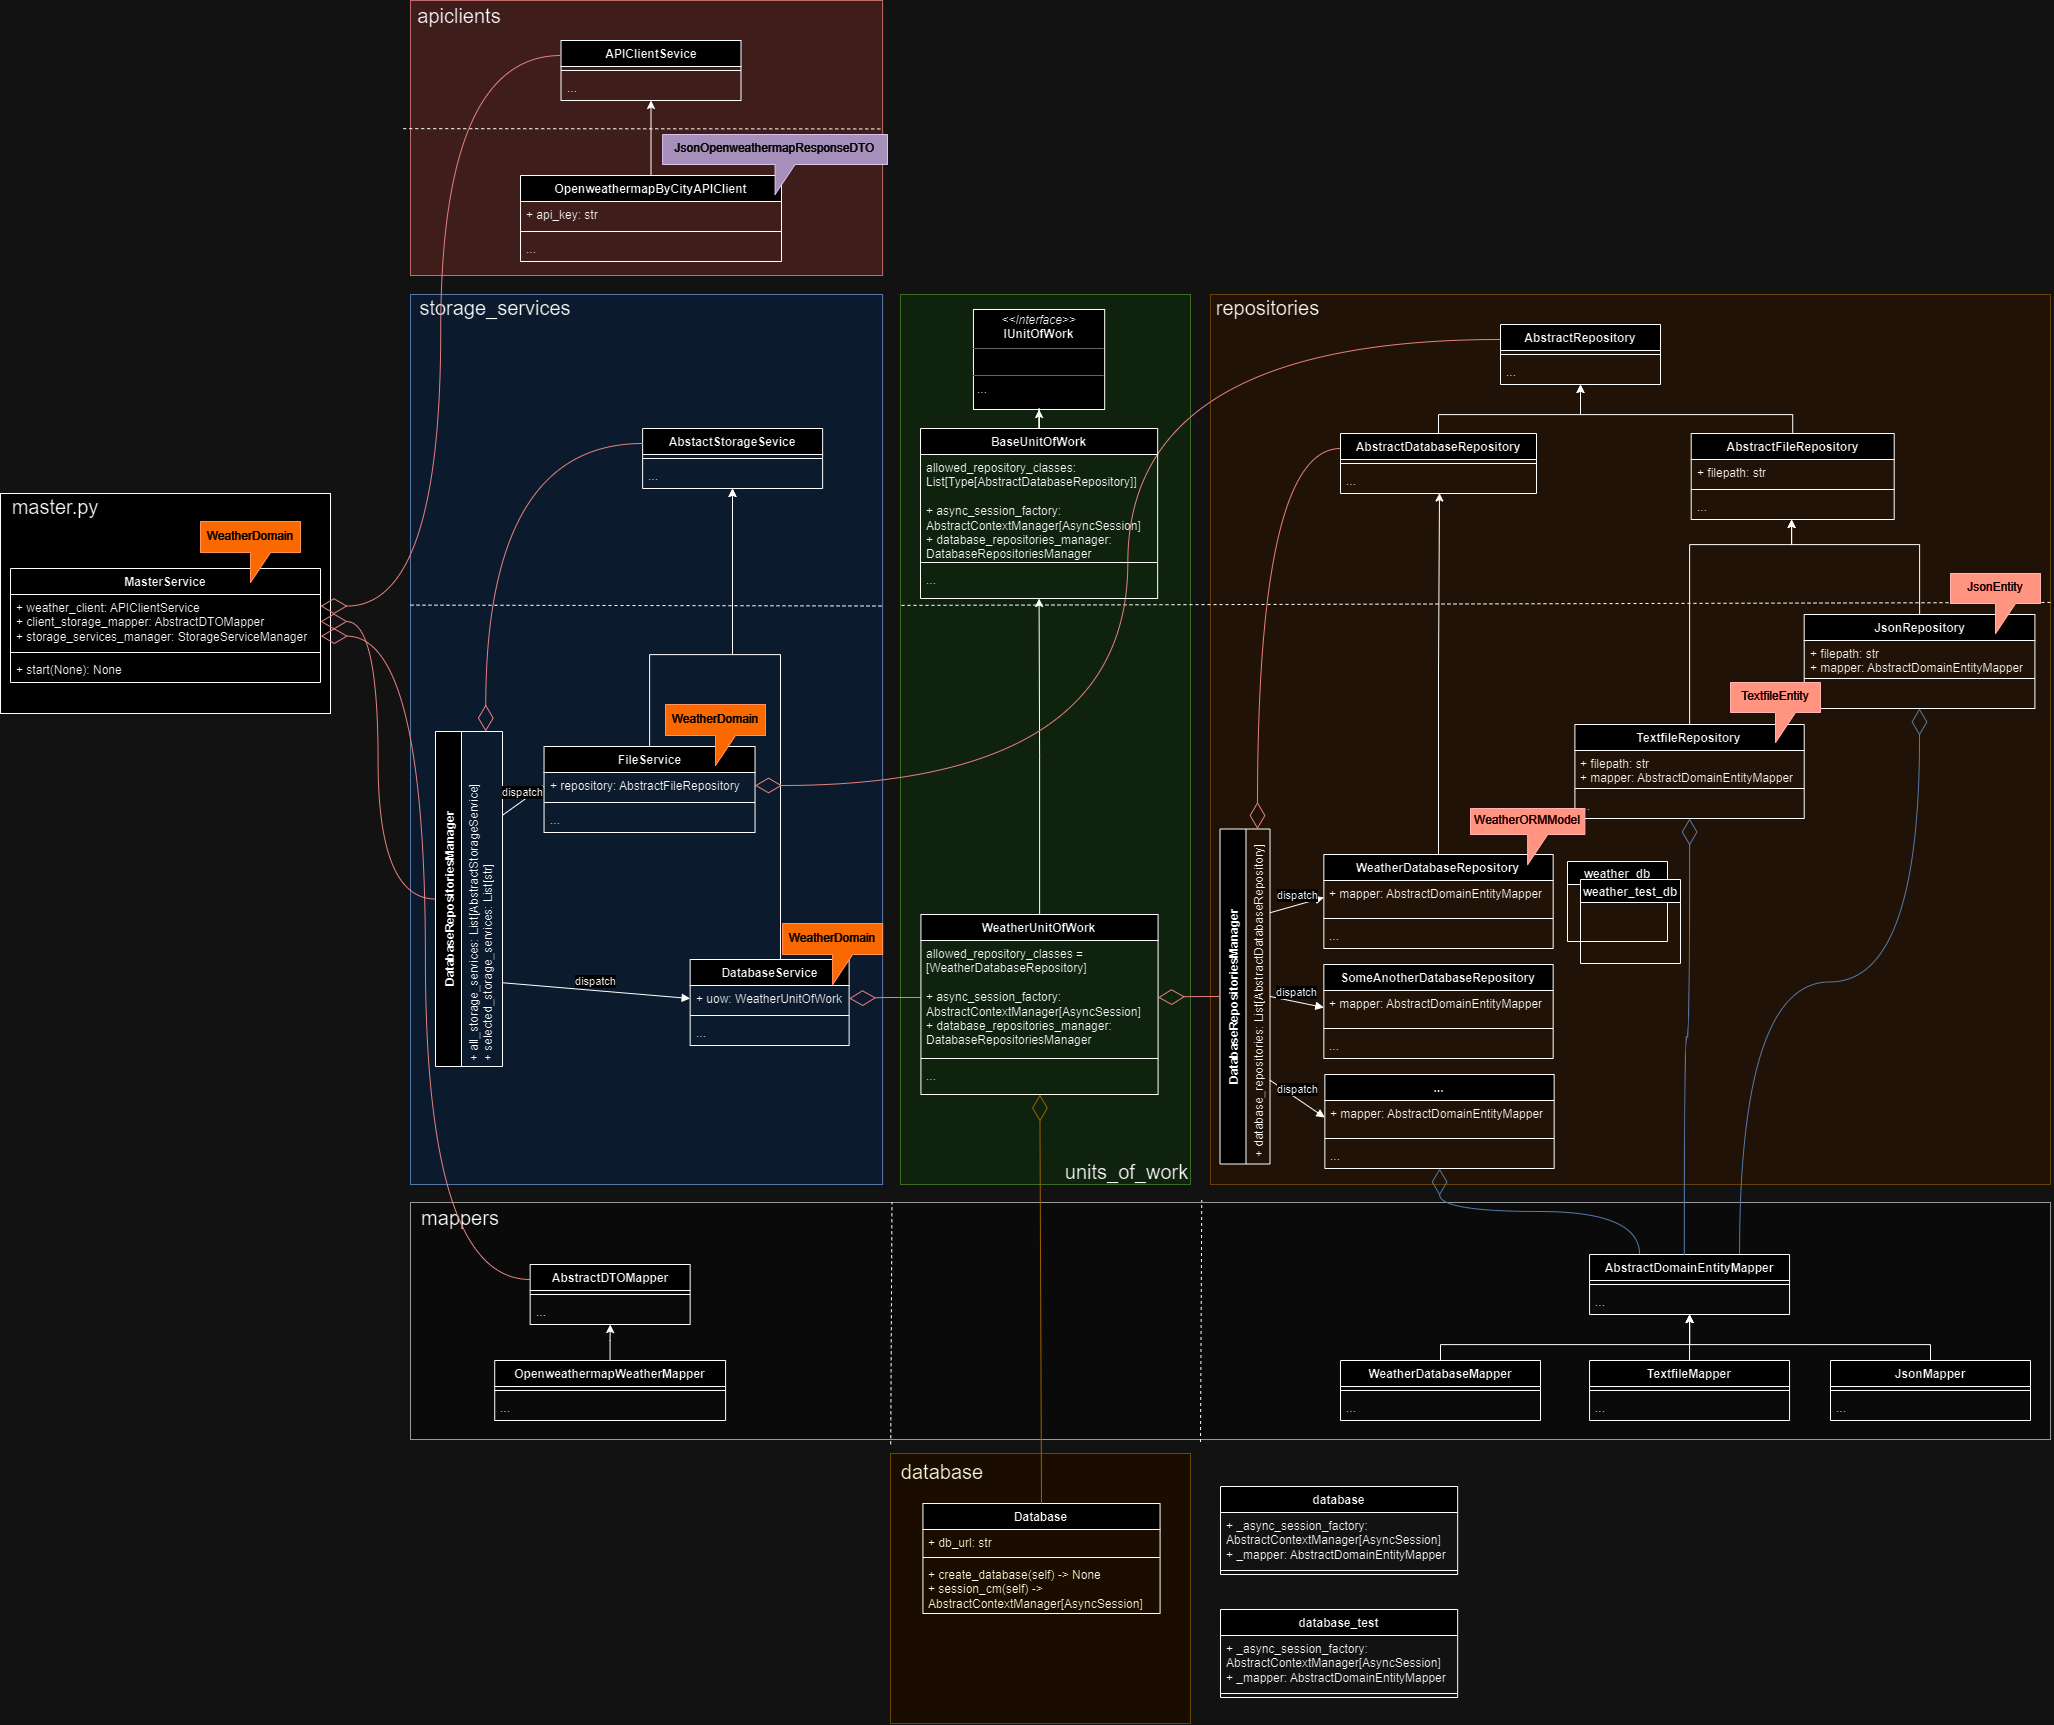 apiclients
APIClientSevice
...
JsonOpenweathermapResponseDTO
OpenweathermapByCityAPIClient
+ api_key: str
...
master.py
WeatherDomain
MasterService
+ weather_client: APIClientService
+ client_storage_mapper: AbstractDTOMapper
+ storage_services_manager: StorageServiceManager
+ start(None): None
storage_services
AbstactStorageSevice
...
WeatherDomain
FileService
+ repository: AbstractFileRepository
...
DatabaseRepositoriesManager
+ all_storage_services: List[AbstractStorageService]
+ selected_storage_services: List[str]
dispatch
dispatch
WeatherDomain
DatabaseService
+ uow: WeatherUnitOfWork
...
<<Interface>>
IUnitOfWork
...
BaseUnitOfWork
allowed_repository_classes:
List[Type[AbstractDatabaseRepository]]
+ async_session_factory:
AbstractContextManager[AsyncSession]
+ database_repositories_manager:
DatabaseRepositoriesManager
...
WeatherUnitOfWork
allowed_repository_classes =
[WeatherDatabaseRepository]
+ async_session_factory:
AbstractContextManager[AsyncSession]
+ database_repositories_manager:
DatabaseRepositoriesManager
...
units_of_work
repositories
AbstractRepository
...
AbstractDatabaseRepository
...
AbstractFileRepository
+ filepath: str
...
JsonEntity
JsonRepository
+ filepath: str
+ mapper: AbstractDomainEntityMapper
TextfileEntity
TextfileRepository
+ filepath: str
+ mapper: AbstractDomainEntityMapper
WeatherORMModel
DatabaseRepositoriesManager
+ database_repositories: List[AbstractDatabaseRepository]
dispatch
dispatch
dispatch
WeatherDatabaseRepository
+ mapper: AbstractDomainEntityMapper
...
weather_db
weather_test_db
SomeAnotherDatabaseRepository
+ mapper: AbstractDomainEntityMapper
...
...
+ mapper: AbstractDomainEntityMapper
...
mappers
AbstractDTOMapper
...
OpenweathermapWeatherMapper
...
AbstractDomainEntityMapper
...
WeatherDatabaseMapper
...
TextfileMapper
...
JsonMapper
...
database
Database
+ db_url: str
+ create_database(self) -> None
+ session_cm(self) ->
AbstractContextManager[AsyncSession]
database
+ _async_session_factory:
AbstractContextManager[AsyncSession]
+ _mapper: AbstractDomainEntityMapper
database_test
+ _async_session_factory:
AbstractContextManager[AsyncSession]
+ _mapper: AbstractDomainEntityMapper